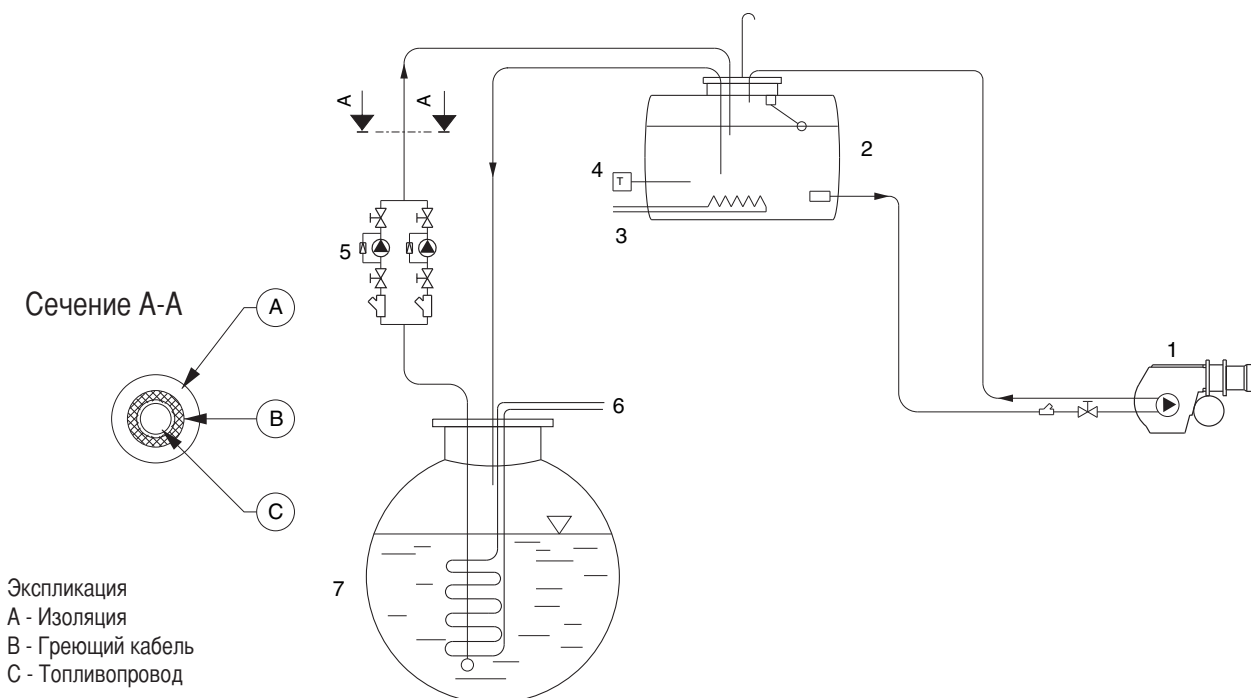 A
A
2
4
T
3
5
Сечение А-А
A
1
B
6
C
7
Экспликация
А - Изоляция
В - Греющий кабель
С - Топливопровод